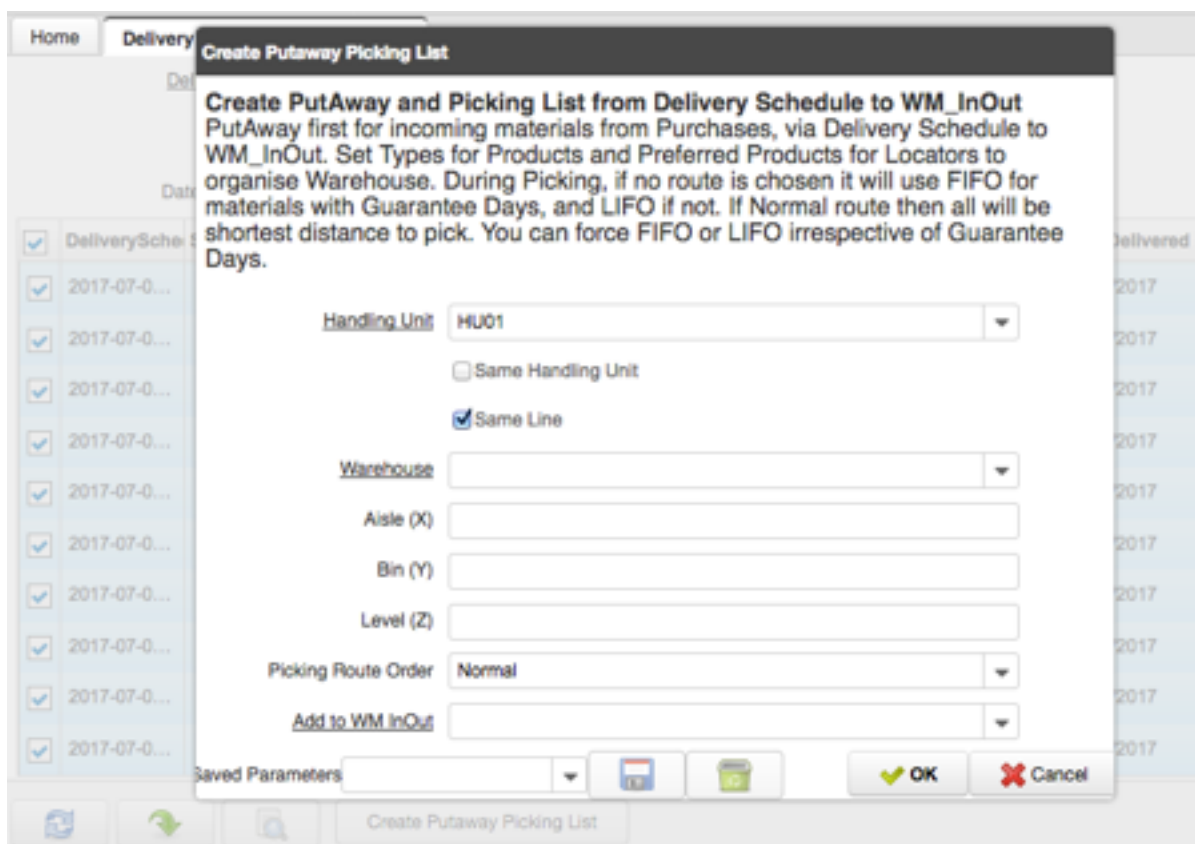 Home
Delivery
Create Putaway Picking List
Del
Create PutAway and Picking List from Delivery Schedule to WM_InOut
PutAway first for incoming materials from Purchases, via Delivery Schedule to
WM_InOut. Set Types for Products and Preferred Products for Locators to
organise Warehouse. During Picking, if no route is chosen it will use FIFO for
materials with Guarantee Days, and LIFO if not. If Normal route then all will be
shortest distance to pick. You can force FIFO or LIFO irrespective of Guarantee
Days.
Date
DeliverySche
Delivered
2017-07-0... 2017
Handling Unit HU01
2017-07-0... 2017
Same Handling Unit
2017-07-0... 2017
Same Line
2017-07-0... 2017
Warehouse
2017-07-0... 2017
Aisle (X)
2017-07-0... 2017
Bin (Y)
2017-07-0... 2017
Level (Z)
2017-07-0... 2017
Picking Route Order Normal
2017-07-0... 2017
Add to WM InOut
2017-07-0... 2017
Saved Parameters
OK
Cancel
Create Putaway Picking List